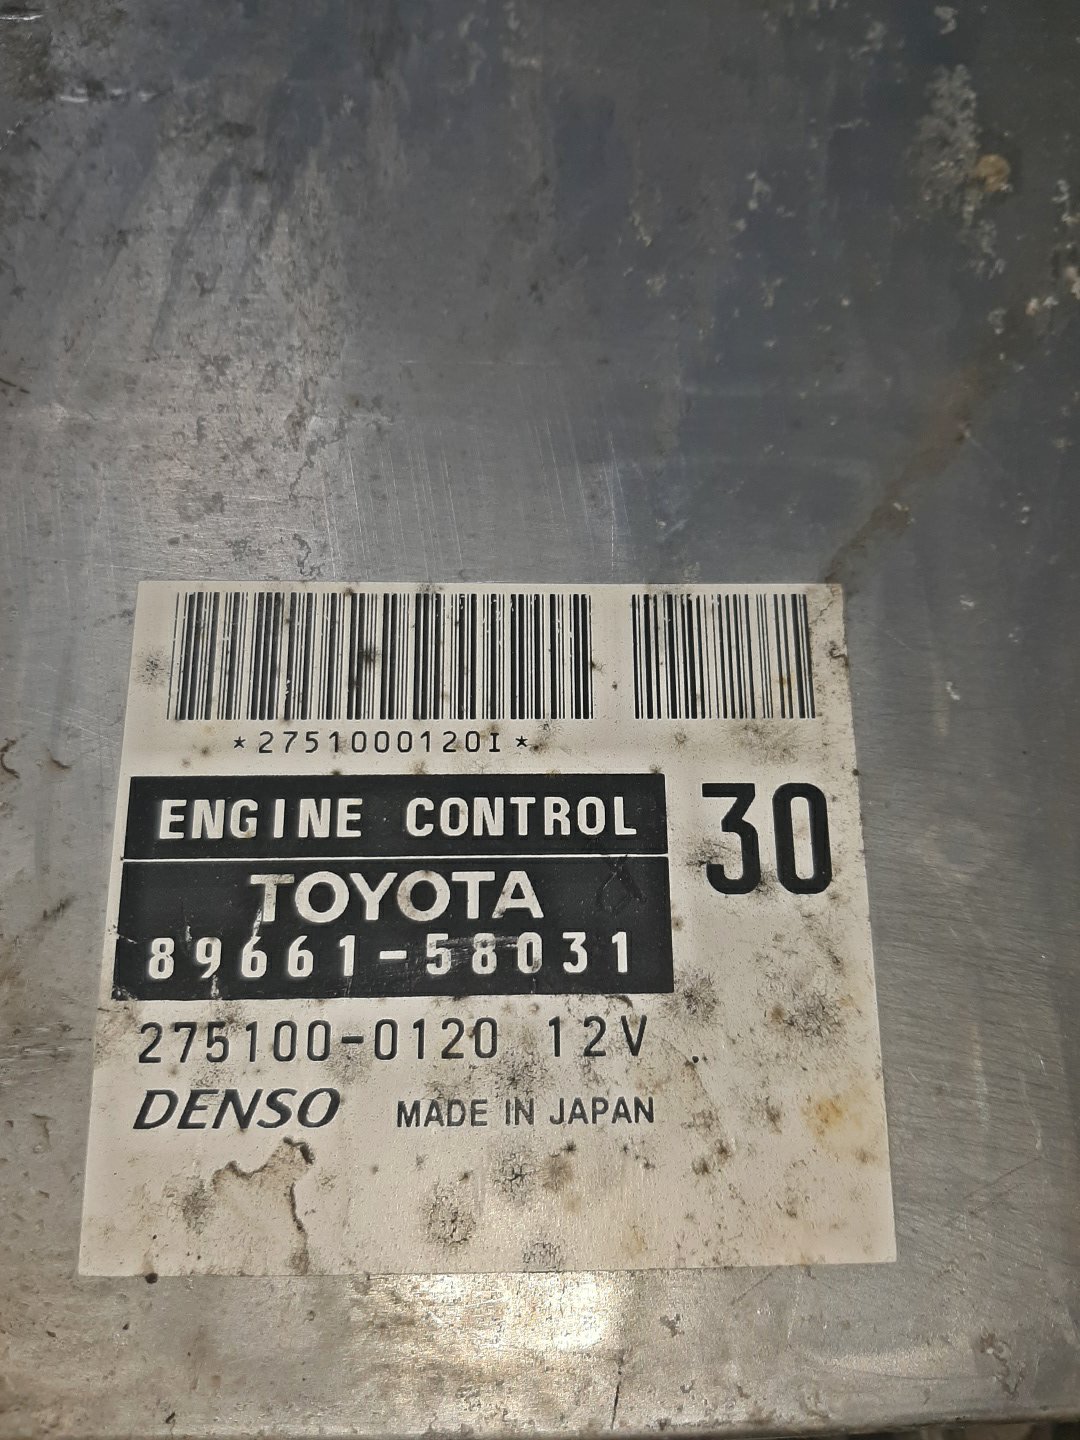 *2751000120I*
ENGINE CONTROL
30
TOYOTA
89661-58031
275100-0120 12V
DENSO MADE IN JAPAN